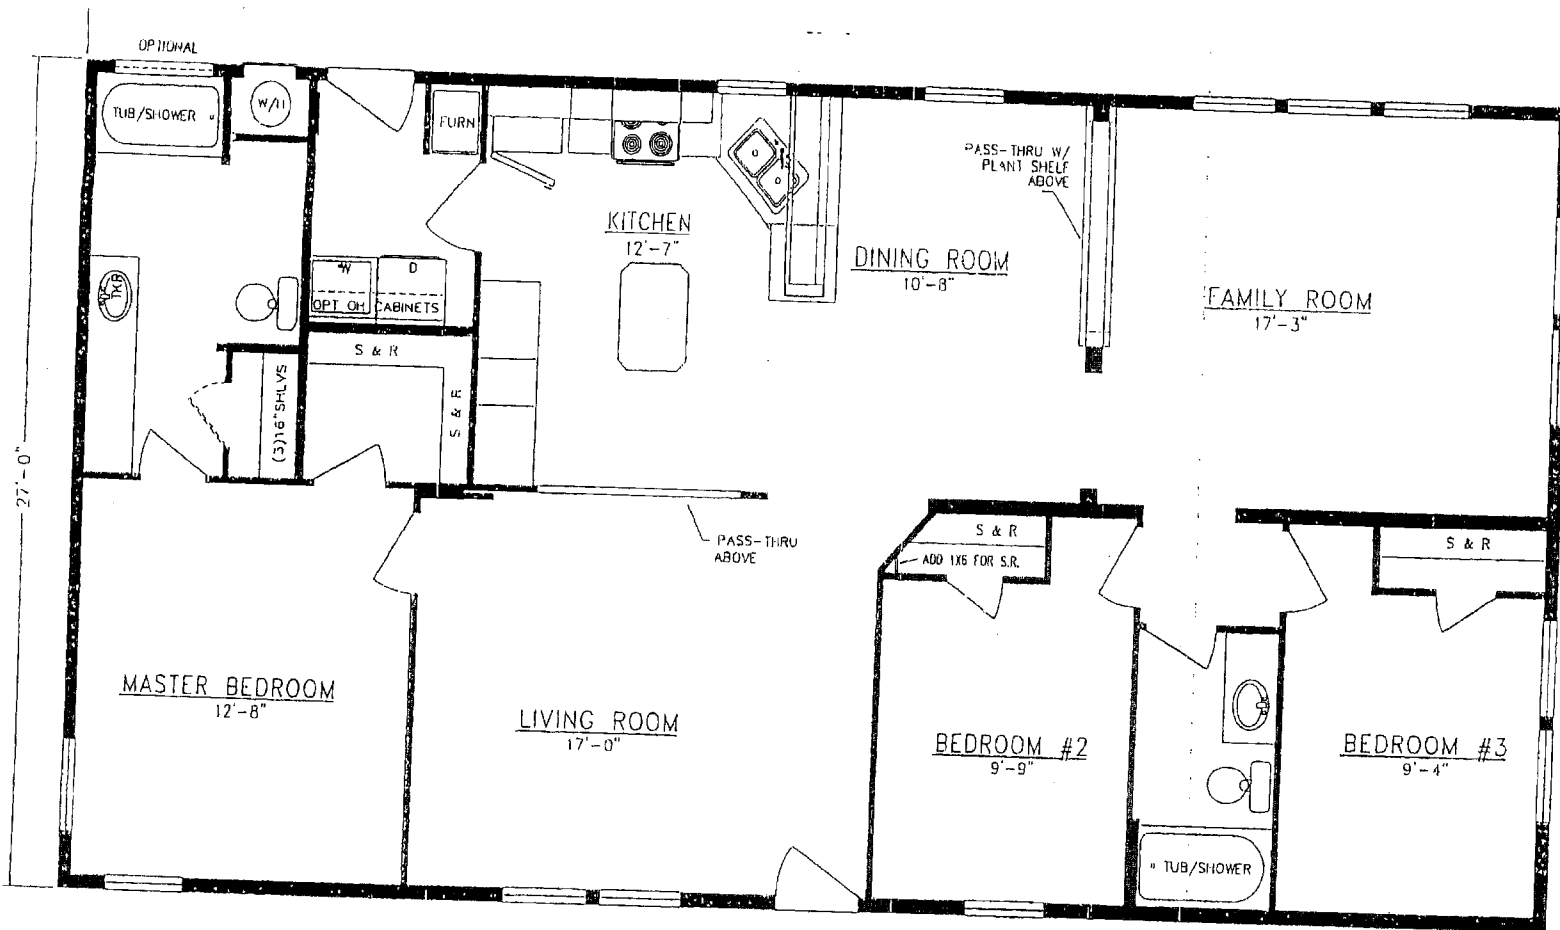 OPTIONAL
TUB/SHOWER
W/H
FURN
KITCHEN
12'-7"
DINING ROOM
10'-8"
PASS-THRU W/
PLANT SHELF
ABOVE
FAMILY ROOM
17'-3"
W
D
OPT OH CABINETS
S & R
S & R
(3)16"SHLVS
27'-0"
PASS-THRU
ABOVE
S & R
ADD 1X6 FOR S.R.
S & R
MASTER BEDROOM
12'-8"
LIVING ROOM
17'-0"
BEDROOM #2
9'-9"
BEDROOM #3
9'-4"
TUB/SHOWER